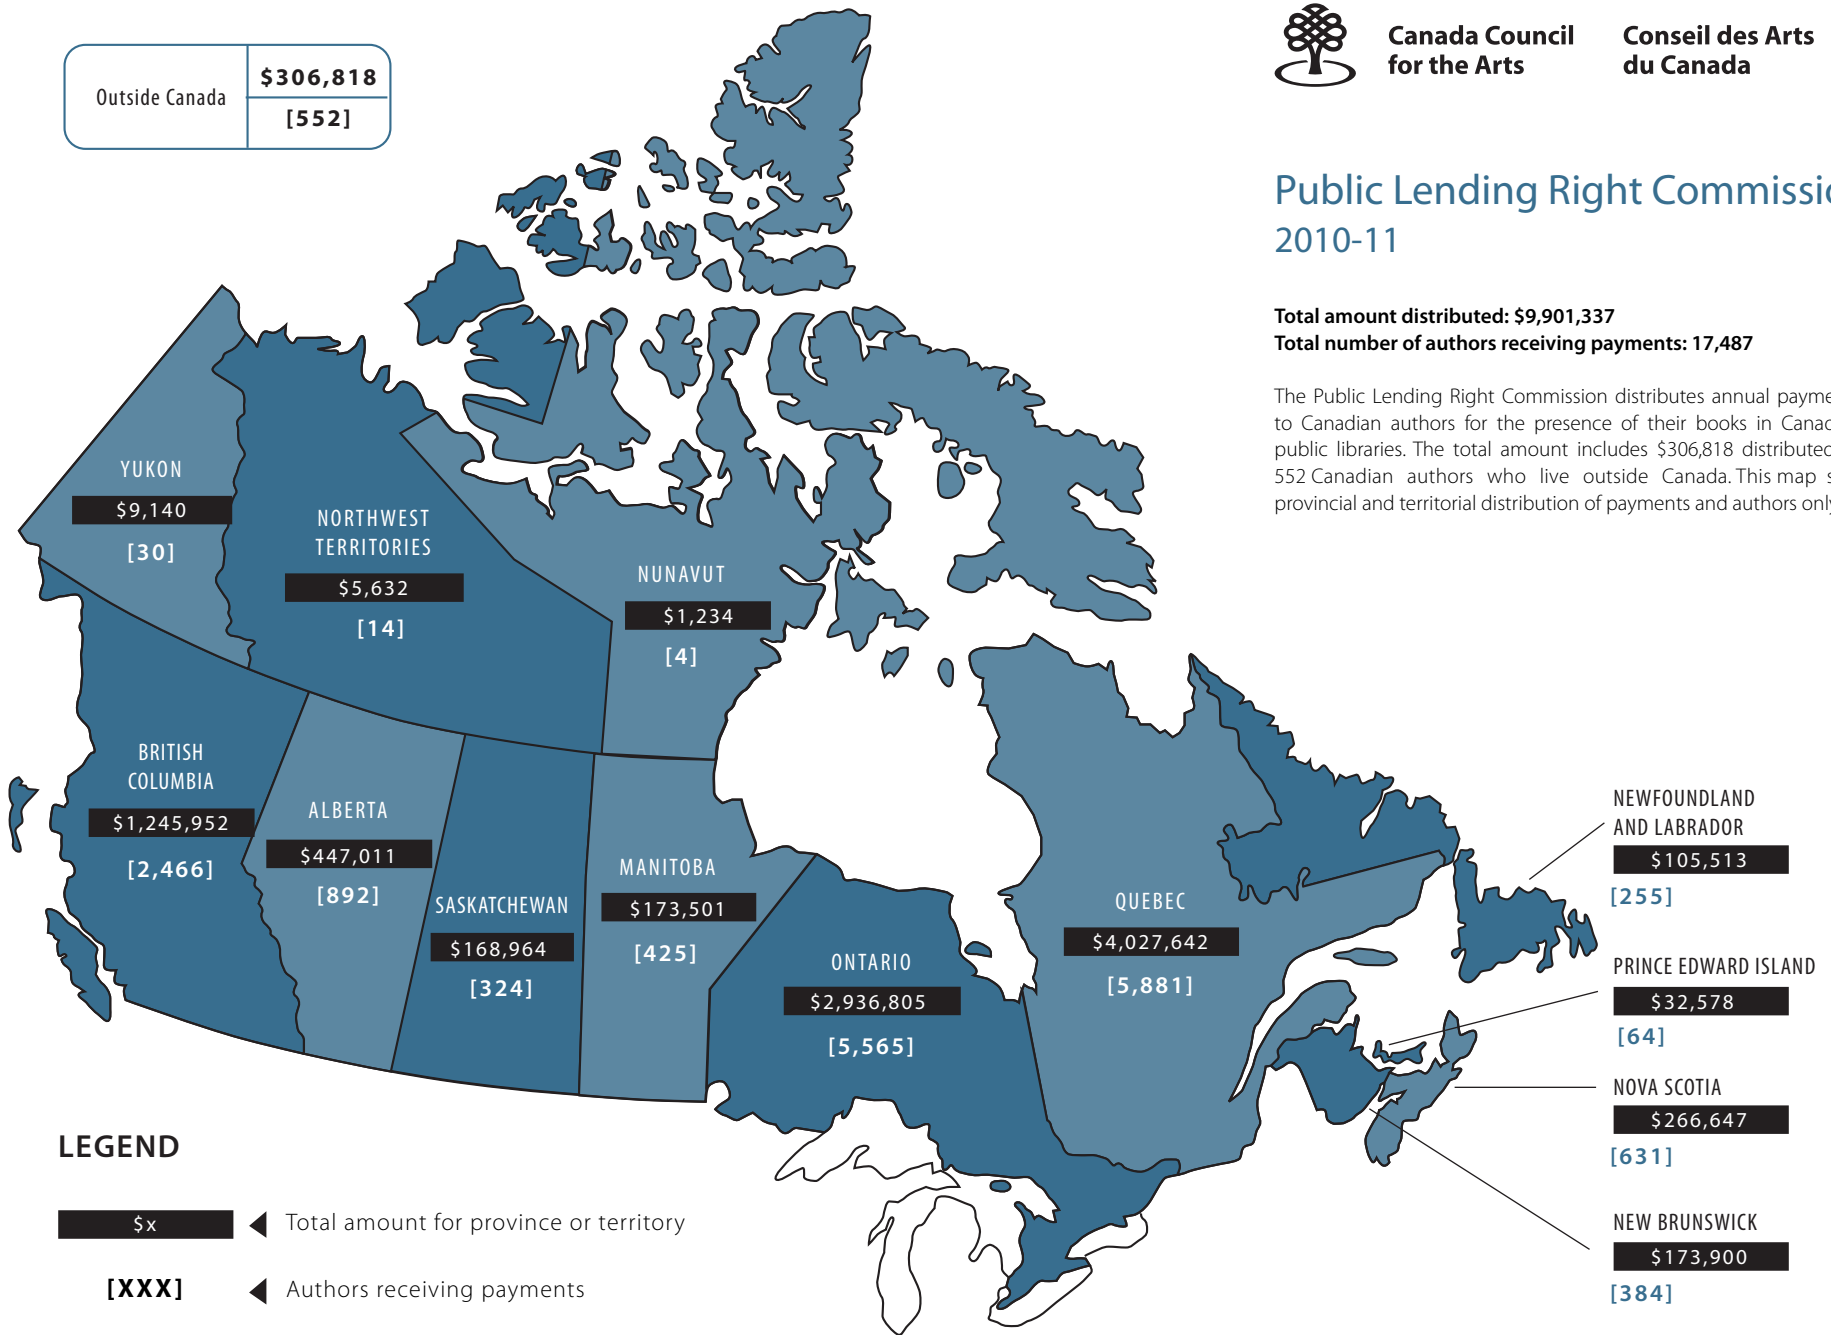 Outside Canada
$306,818
[552]
Canada Council
for the Arts
Conseil des Arts
du Canada
Public Lending Right
2010-11
Total amount distributed: $9,901,337
Total number of authors receiving payments: 17,487
The Public Lending Right Commission distributes annual
to Canadian authors for the presence of their books in
public libraries. The total amount includes $306,818 distributed
552 Canadian authors who live outside Canada. This map
provincial and territorial distribution of payments and authors only
YUKON
$9,140
[30]
NORTHWEST
TERRITORIES
$5,632
[14]
NUNAVUT
$1,234
[4]
BRITISH
COLUMBIA
$1,245,952
[2,466]
ALBERTA
$447,011
[892]
SASKATCHEWAN
$168,964
[324]
MANITOBA
$173,501
[425]
ONTARIO
$2,936,805
[5,565]
QUEBEC
$4,027,642
[5,881]
NEWFOUNDLAND
AND LABRADOR
$105,513
[255]
PRINCE EDWARD ISLAND
$32,578
[64]
NOVA SCOTIA
$266,647
[631]
NEW BRUNSWICK
$173,900
[384]
LEGEND
$x
Total amount for province or territory
[XXX]
Authors receiving payments